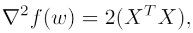 ∇²f(w) = 2(XᵀX),